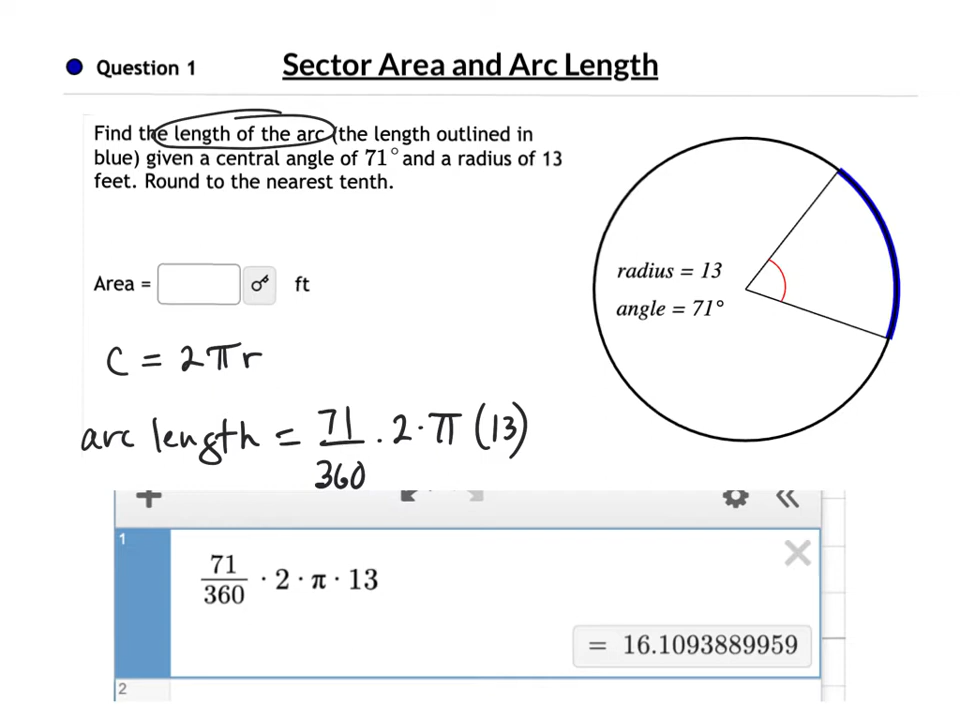 Question 1
Sector Area and Arc Length
Find the length of the arc (the length outlined in
blue) given a central angle of 71° and a radius of 13
feet. Round to the nearest tenth.
radius = 13
angle = 71°
Area = ft
C = 2πr
arc length = 71/360 · 2 · π (13)
1
71/360 · 2 · π · 13
= 16.1093889959
2